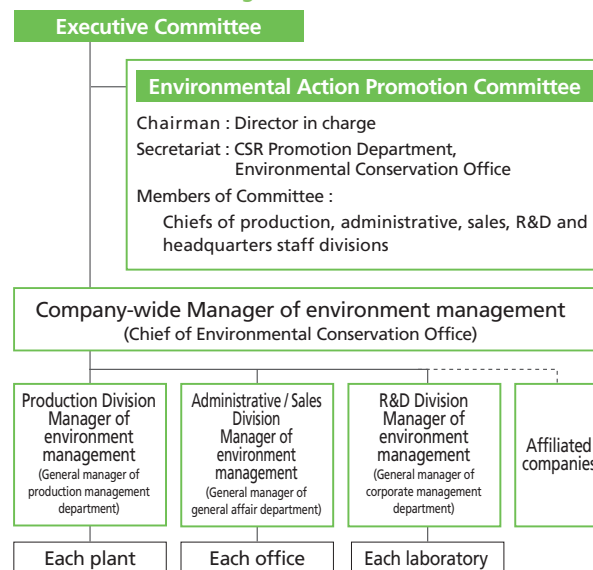 Executive Committee
Environmental Action Promotion Committee
Chairman : Director in charge
Secretariat : CSR Promotion Department,
Environmental Conservation Office
Members of Committee :
Chiefs of production, administrative, sales, R&D and
headquarters staff divisions
Company-wide Manager of environment management
(Chief of Environmental Conservation Office)
Production Division
Manager of
environment
management
(General manager of
production management
department)
Administrative / Sales
Division
Manager of
environment
management
(General manager of
general affair department)
R&D Division
Manager of
environment
management
(General manager of
corporate management
department)
Affiliated
companies
Each plant
Each office
Each laboratory